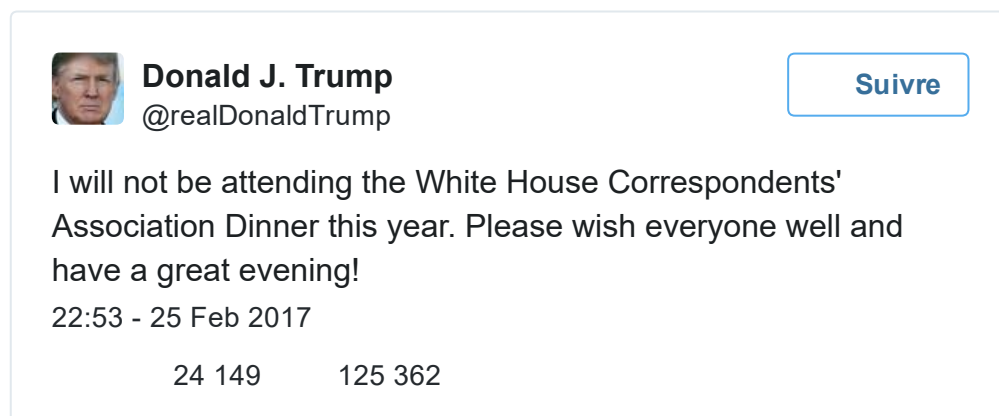 Donald J. Trump
@realDonaldTrump
Suivre
I will not be attending the White House Correspondents'
Association Dinner this year. Please wish everyone well and
have a great evening!
22:53 - 25 Feb 2017
24 149 125 362